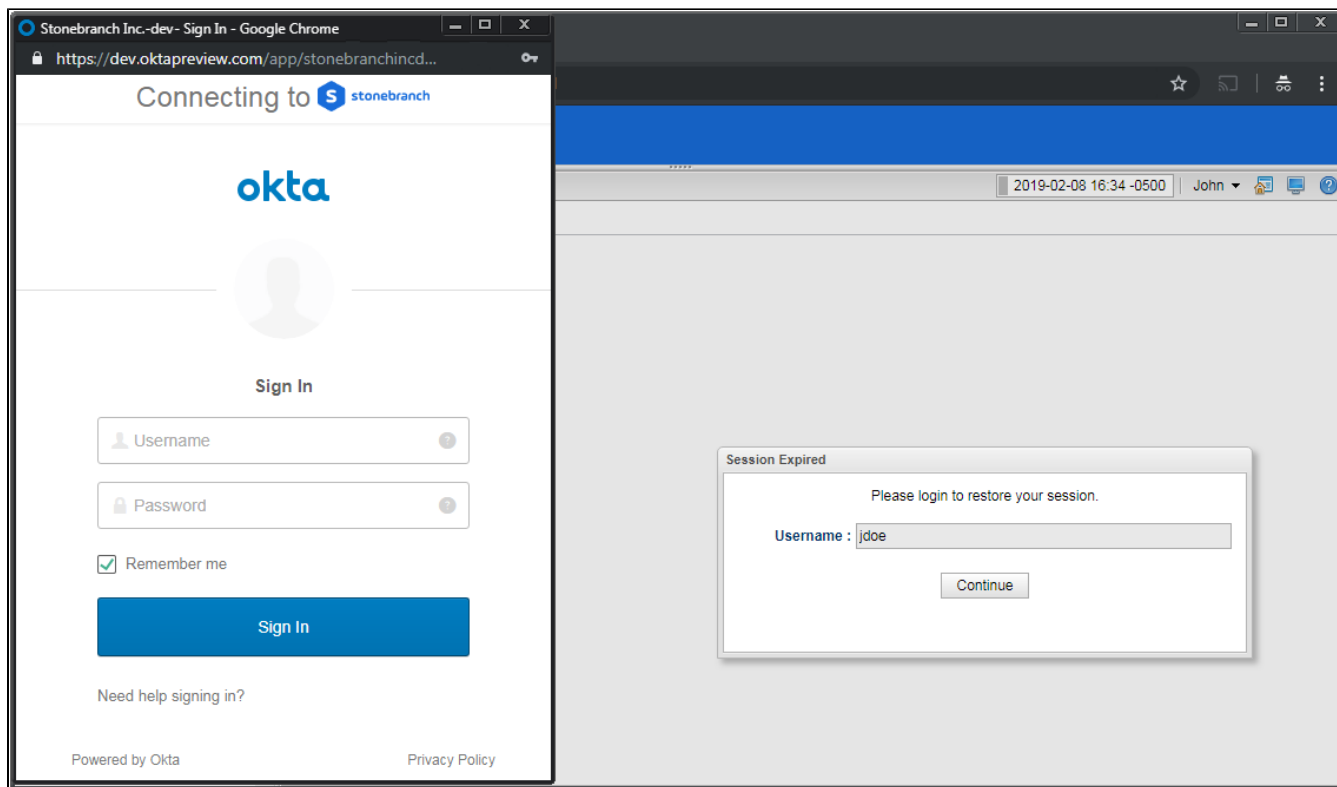 Stonebranch Inc.-dev- Sign In - Google Chrome
https://dev.oktapreview.com/app/stonebranchincd...
Connecting to S stonebranch
okta
Sign In
Username
Password
Remember me
Sign In
Need help signing in?
Powered by Okta Privacy Policy
2019-02-08 16:34 -0500 John
Session Expired
Please login to restore your session.
Username : jdoe
Continue